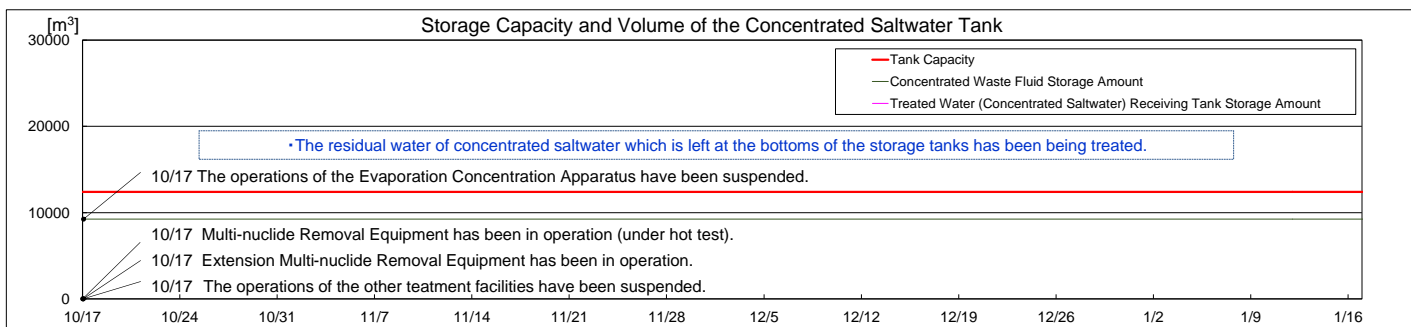 Storage Capacity and Volume of the Concentrated Saltwater Tank
[m³]
30000
20000
10000
0
Tank Capacity
Concentrated Waste Fluid Storage Amount
Treated Water (Concentrated Saltwater) Receiving Tank Storage Amount
・The residual water of concentrated saltwater which is left at the bottoms of the storage tanks has been being treated.
10/17 The operations of the Evaporation Concentration Apparatus have been suspended.
10/17 Multi-nuclide Removal Equipment has been in operation (under hot test).
10/17 Extension Multi-nuclide Removal Equipment has been in operation.
10/17 The operations of the other teatment facilities have been suspended.
10/17 10/24 10/31 11/7 11/14 11/21 11/28 12/5 12/12 12/19 12/26 1/2 1/9 1/16